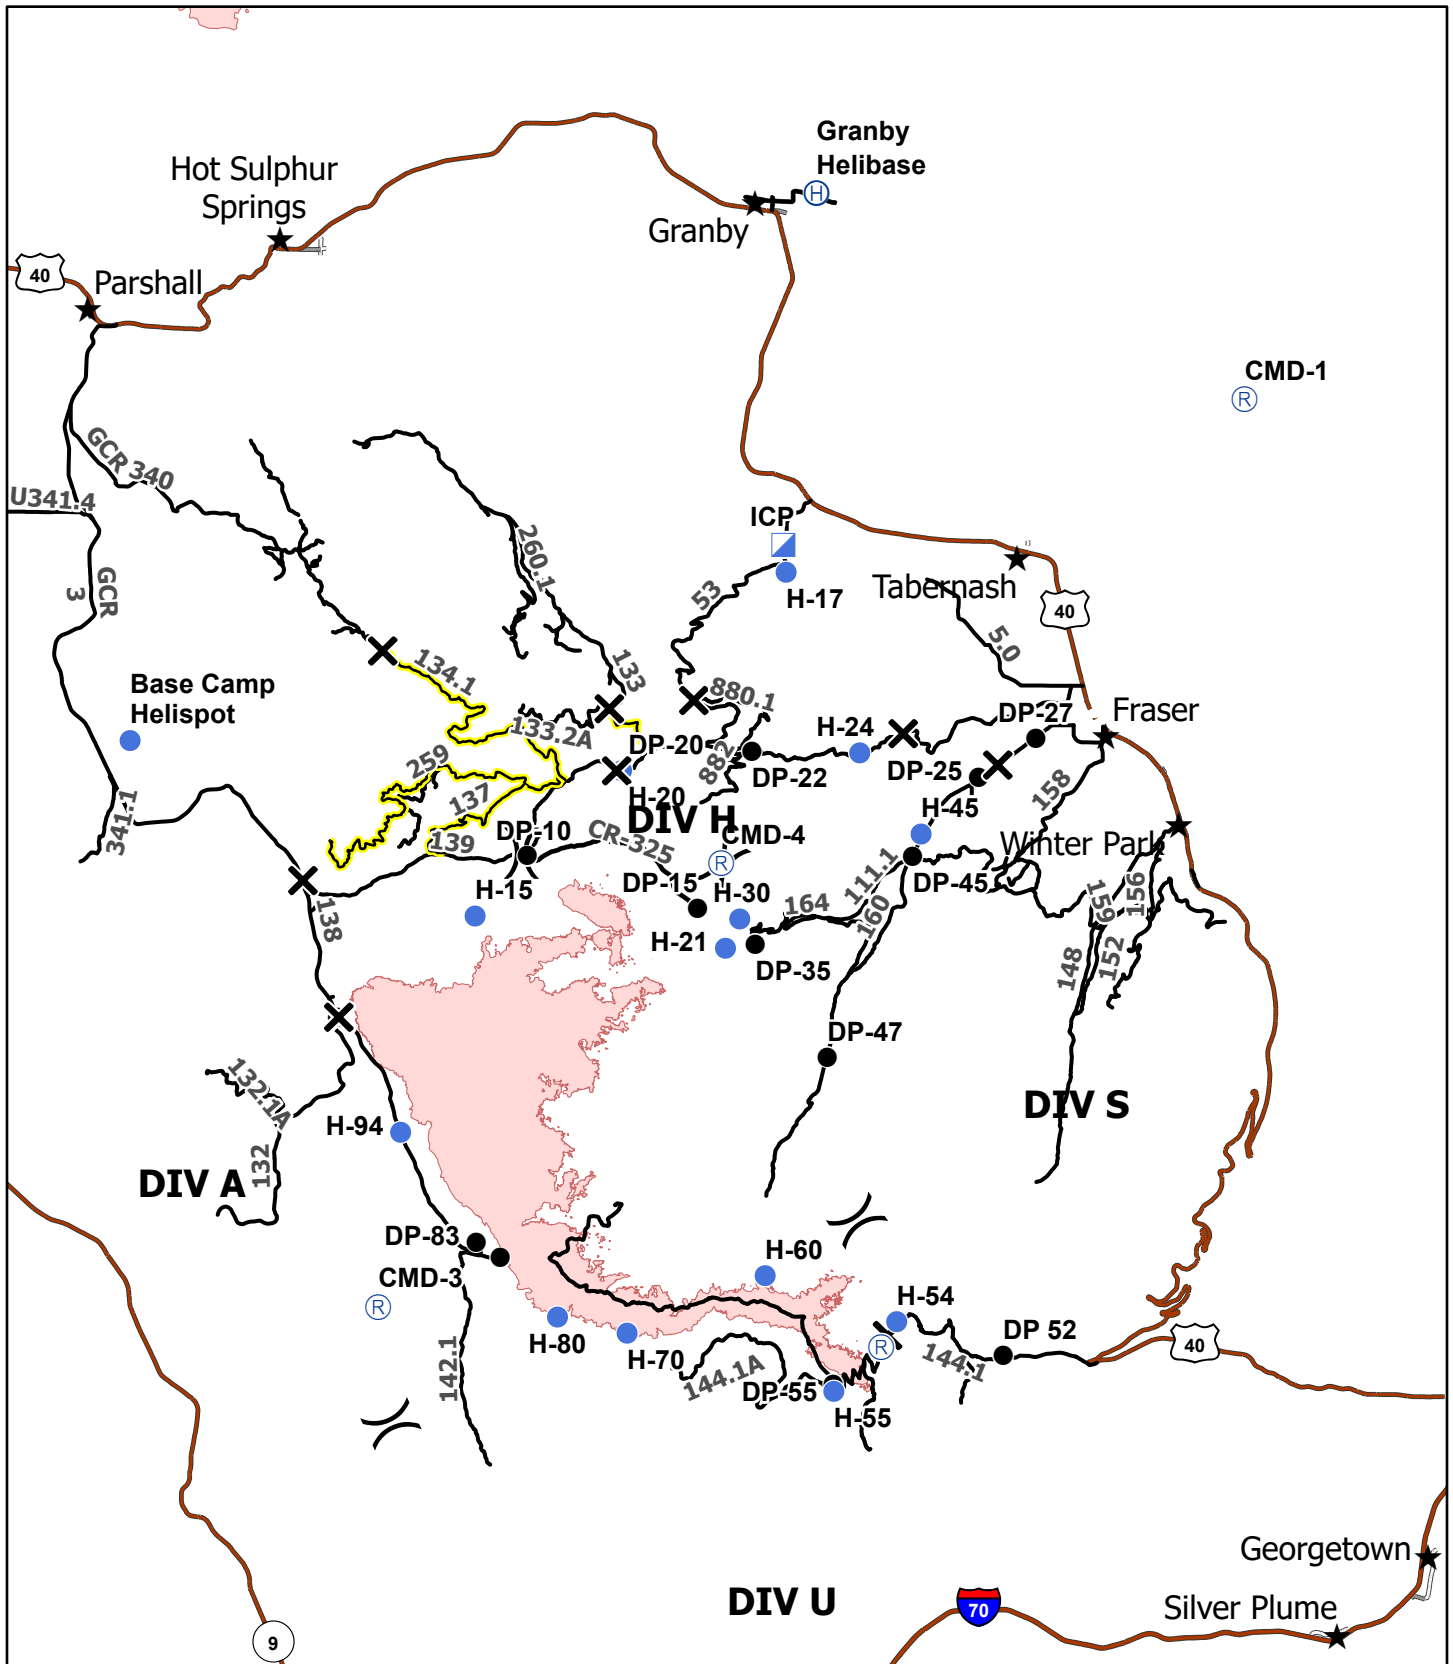 Granby
Helibase
H
Hot Sulphur
Springs
Granby
40
Parshall
CMD-1
R
GCR 340
U341.4
ICP
260.1
Tabernash
GCR
3
53
H-17
40
5.0
133
134.1
Base Camp
Helispot
880.1
Fraser
DP-27
H-24
133.2A
DP-20
882
DP-22
DP-25
259
H-20
158
137
H-45
341.1
DIV H
139
DP-10
CR-325
CMD-4
R
Winter Park
111.1
DP-45
H-15
DP-15
H-30
164
160
159
156
138
H-21
DP-35
148
152
DP-47
132.1A
DIV S
H-94
132
DIV A
DP-83
H-60
CMD-3
R
H-54
H-80
H-70
R
DP 52
40
142.1
144.1A
144.1
DP-55
H-55
Georgetown
DIV U
70
Silver Plume
9